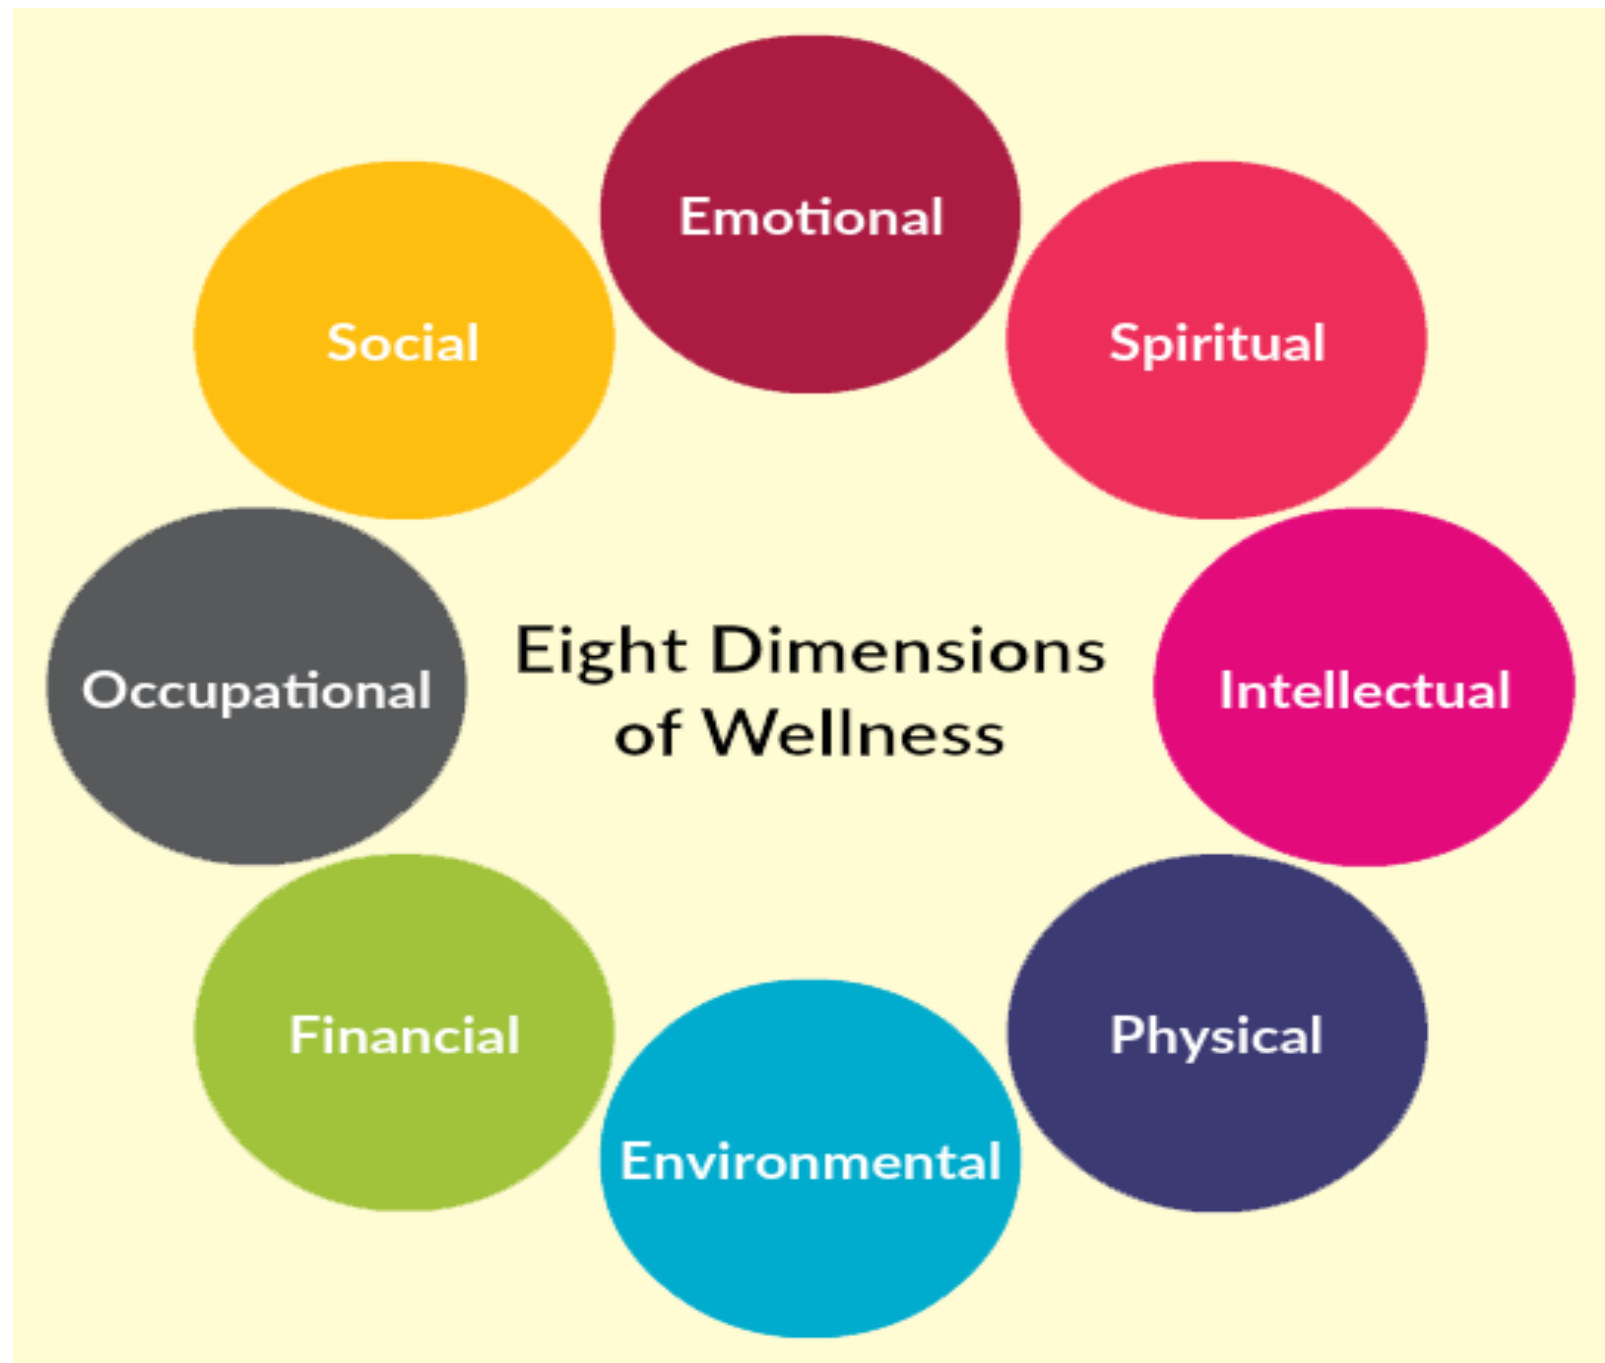 Emotional
Spiritual
Intellectual
Physical
Environmental
Financial
Occupational
Social
Eight Dimensions
of Wellness